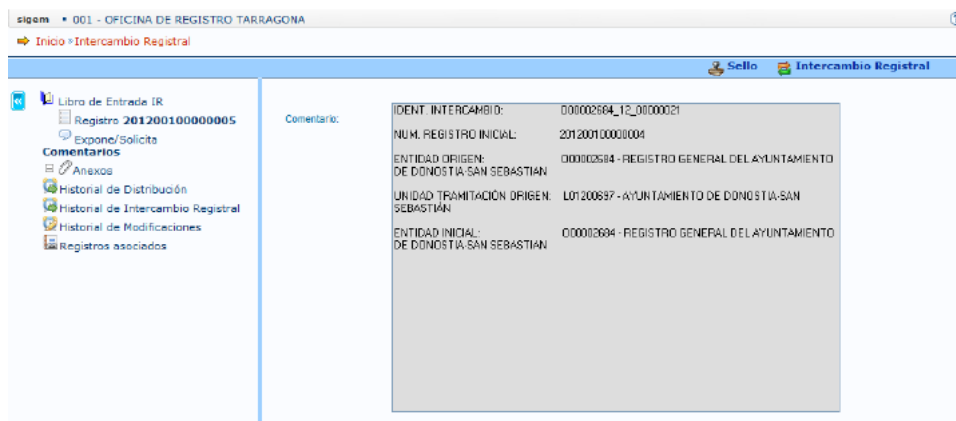 sigem • 001 - OFICINA DE REGISTRO TARRAGONA
Inicio » Intercambio Registral
Sello Intercambio Registral
Libro de Entrada IR
Registro 201200100000005
Expone/Solicita
Comentarios
Anexos
Historial de Distribución
Historial de Intercambio Registral
Historial de Modificaciones
Registros asociados
Comentario:
IDENT. INTERCAMBIO: O00002684_12_00000021
NUM. REGISTRO INICIAL: 201200100000004
ENTIDAD ORIGEN: O00002684 - REGISTRO GENERAL DEL AYUNTAMIENTO
DE DONOSTIA-SAN SEBASTIAN
UNIDAD TRAMITACIÓN ORIGEN: L01200697 - AYUNTAMIENTO DE DONOSTIA-SAN
SEBASTIÁN
ENTIDAD INICIAL: O00002684 - REGISTRO GENERAL DEL AYUNTAMIENTO
DE DONOSTIA-SAN SEBASTIAN